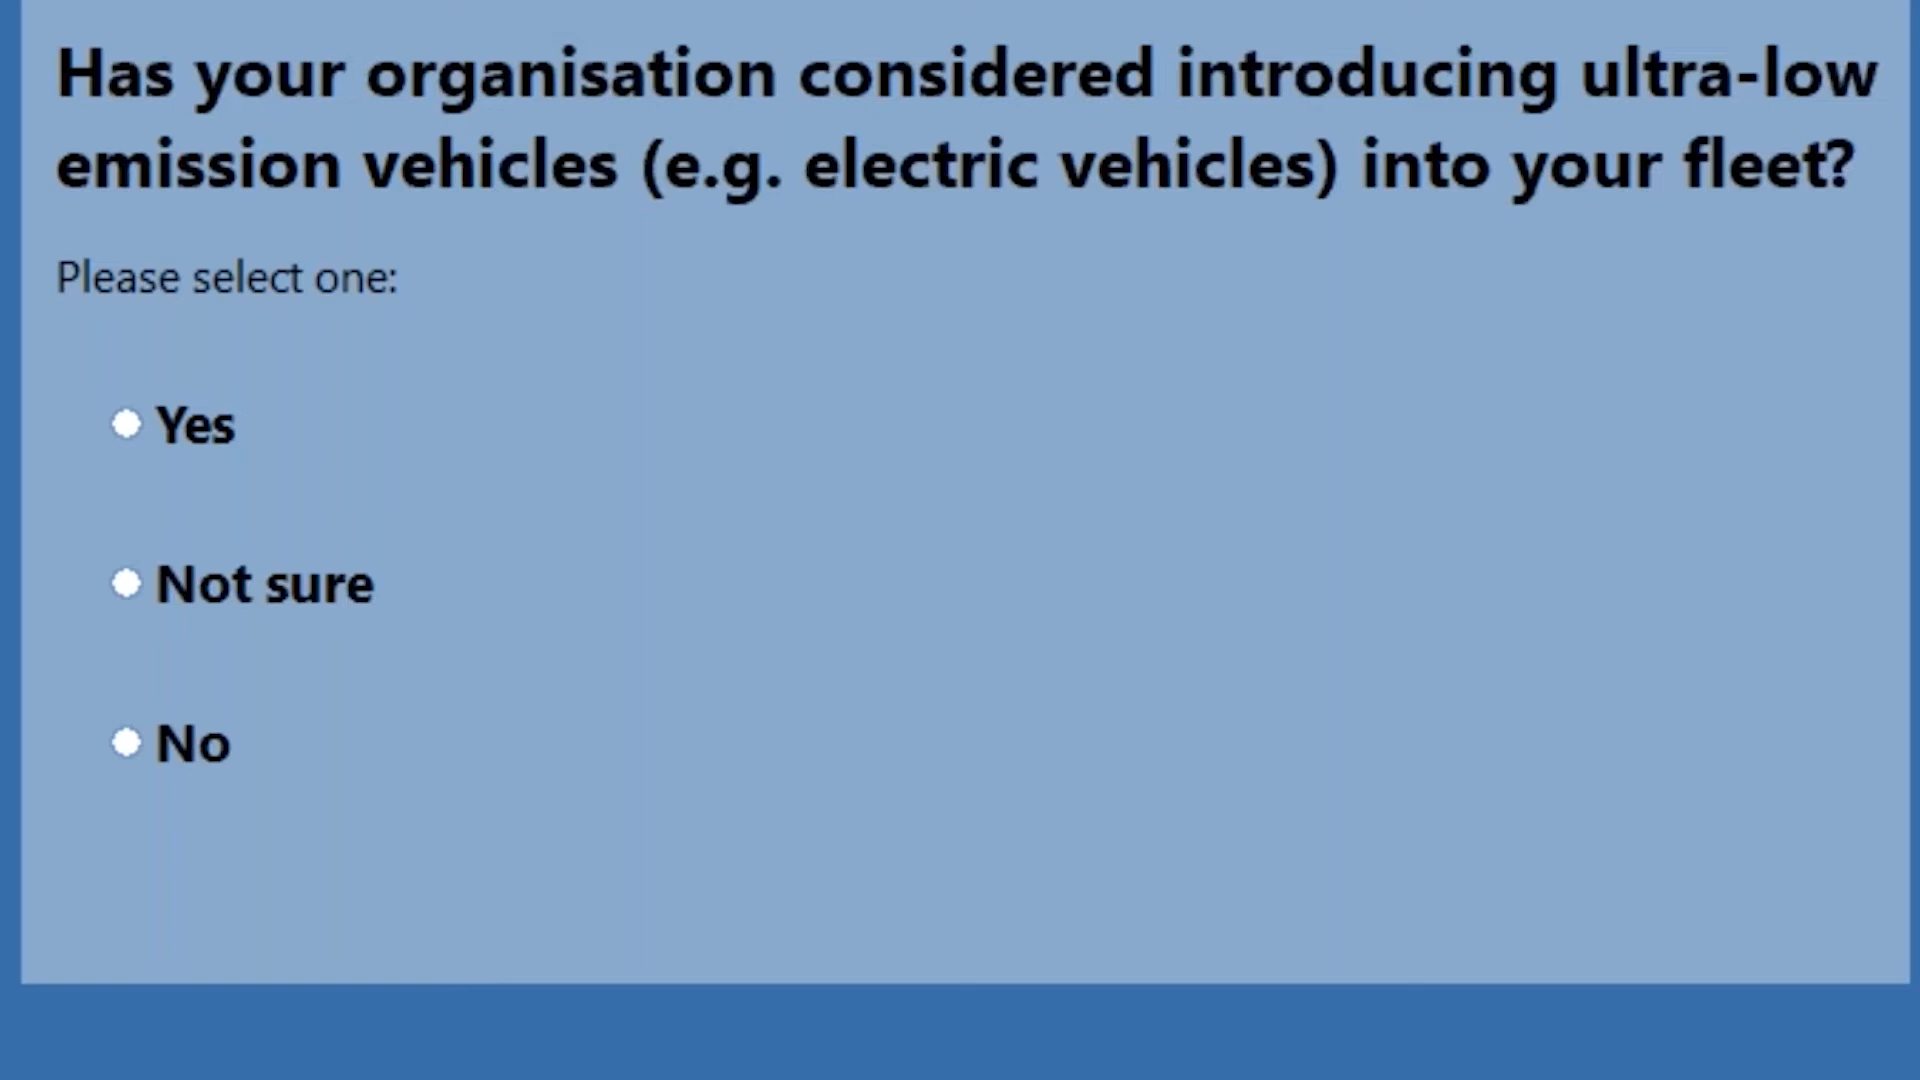 Has your organisation considered introducing ultra-low
emission vehicles (e.g. electric vehicles) into your fleet?
Please select one:
Yes
Not sure
No